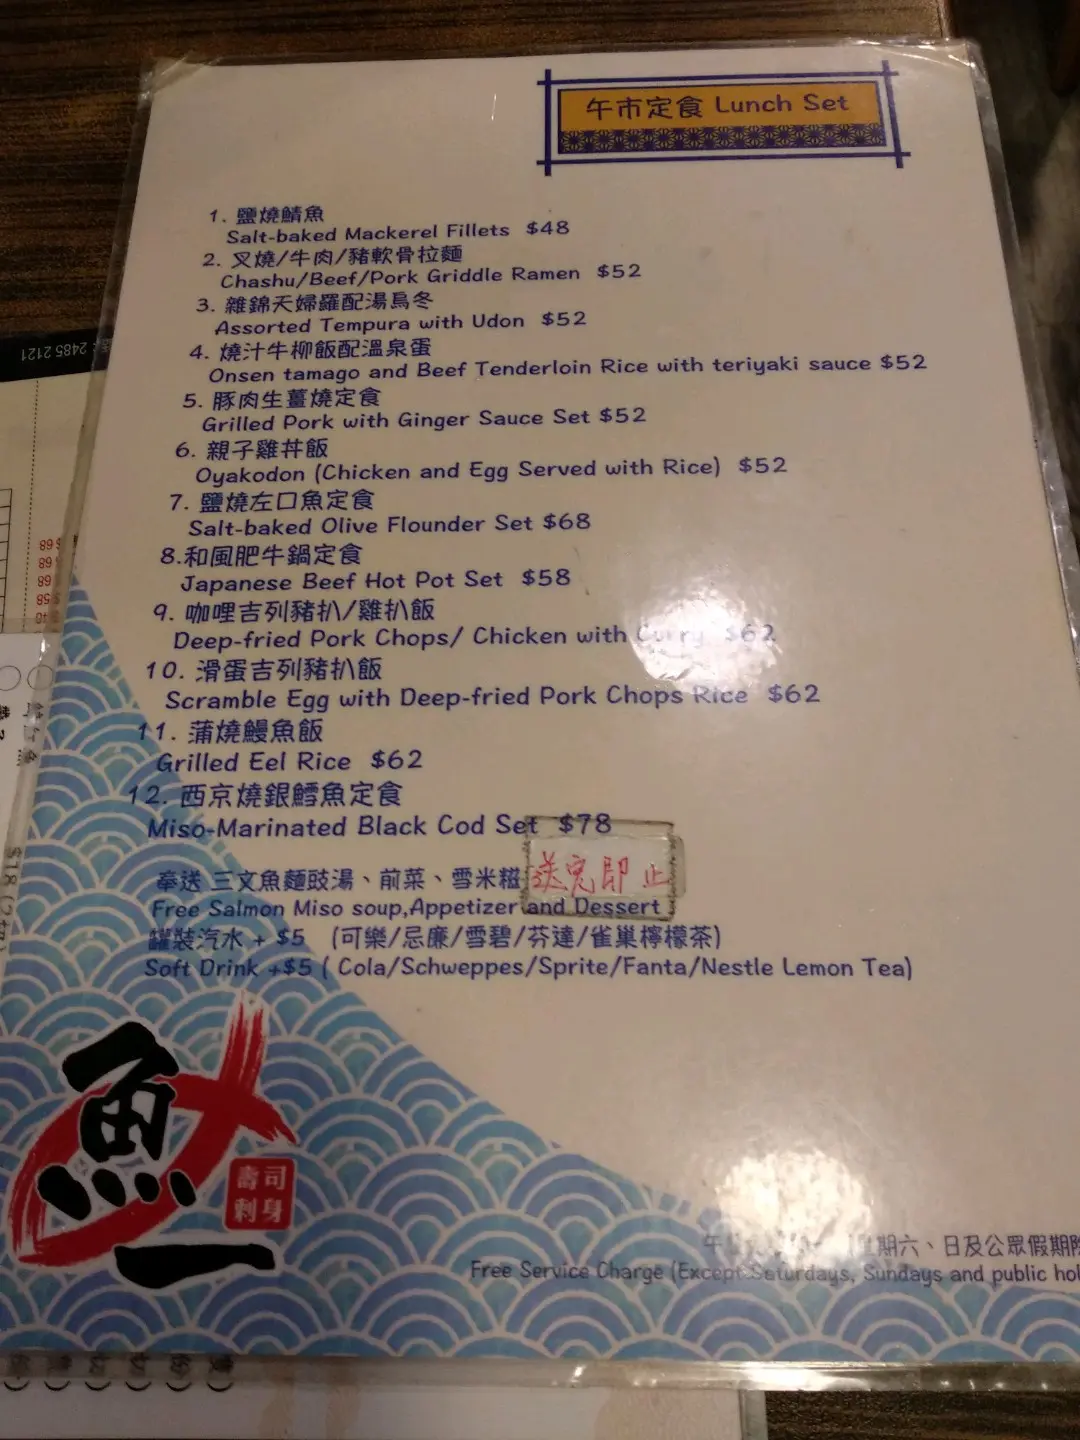 午市定食 Lunch Set
1. 鹽燒鯖魚
Salt-baked Mackerel Fillets $48
2. 叉燒/牛肉/豬軟骨拉麵
Chashu/Beef/Pork Griddle Ramen $52
3. 雜錦天婦羅配湯烏冬
Assorted Tempura with Udon $52
4. 燒汁牛柳飯配溫泉蛋
Onsen tamago and Beef Tenderloin Rice with teriyaki sauce $52
5. 豚肉生薑燒定食
Grilled Pork with Ginger Sauce Set $52
6. 親子雞丼飯
Oyakodon (Chicken and Egg Served with Rice) $52
7. 鹽燒左口魚定食
Salt-baked Olive Flounder Set $68
8.和風肥牛鍋定食
Japanese Beef Hot Pot Set $58
9. 咖哩吉列豬扒/雞扒飯
Deep-fried Pork Chops/ Chicken with Curry $62
10. 滑蛋吉列豬扒飯
Scramble Egg with Deep-fried Pork Chops Rice $62
11. 蒲燒鰻魚飯
Grilled Eel Rice $62
12. 西京燒銀鱈魚定食
Miso-Marinated Black Cod Set $78
奉送 三文魚麵豉湯、前菜、雪米糍 送完即止
Free Salmon Miso soup,Appetizer and Dessert
罐裝汽水 + $5 (可樂/忌廉/雪碧/芬達/雀巢檸檬茶)
Soft Drink +$5 ( Cola/Schweppes/Sprite/Fanta/Nestle Lemon Tea)
魚一
壽司
刺身
期六、日及公眾假期除
Free Service Charge (Except Saturdays, Sundays and public hol
2485 2121
68
68
68
58
$18